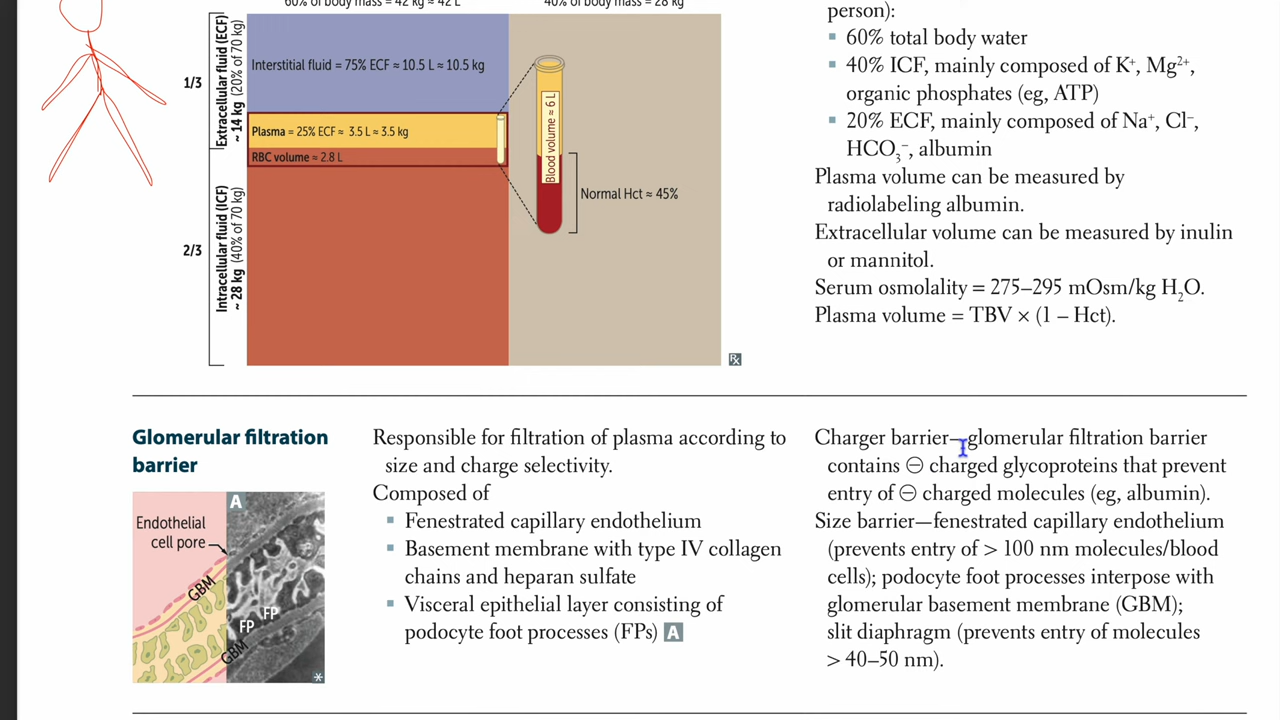 60% of body mass = 42 kg ≈ 42 L
40% of body mass = 28 kg
Extracellular fluid (ECF)
(20% of 70 kg)
~ 14 kg
1/3
Interstitial fluid = 75% ECF ≈ 10.5 L ≈ 10.5 kg
Plasma = 25% ECF ≈ 3.5 L ≈ 3.5 kg
RBC volume ≈ 2.8 L
Blood volume ≈ 6 L
Normal Hct ≈ 45%
Intracellular fluid (ICF)
(40% of 70 kg)
~ 28 kg
2/3
Rx
person):
60% total body water
40% ICF, mainly composed of K⁺, Mg²⁺,
organic phosphates (eg, ATP)
20% ECF, mainly composed of Na⁺, Cl⁻,
HCO₃⁻, albumin
Plasma volume can be measured by
radiolabeling albumin.
Extracellular volume can be measured by inulin
or mannitol.
Serum osmolality = 275–295 mOsm/kg H₂O.
Plasma volume = TBV × (1 – Hct).
Glomerular filtration
barrier
A
Endothelial
cell pore
GBM
FP
FP
GBM
Responsible for filtration of plasma according to
size and charge selectivity.
Composed of
Fenestrated capillary endothelium
Basement membrane with type IV collagen
chains and heparan sulfate
Visceral epithelial layer consisting of
podocyte foot processes (FPs) A
Charger barrier—glomerular filtration barrier
contains ⊖ charged glycoproteins that prevent
entry of ⊖ charged molecules (eg, albumin).
Size barrier—fenestrated capillary endothelium
(prevents entry of > 100 nm molecules/blood
cells); podocyte foot processes interpose with
glomerular basement membrane (GBM);
slit diaphragm (prevents entry of molecules
> 40–50 nm).